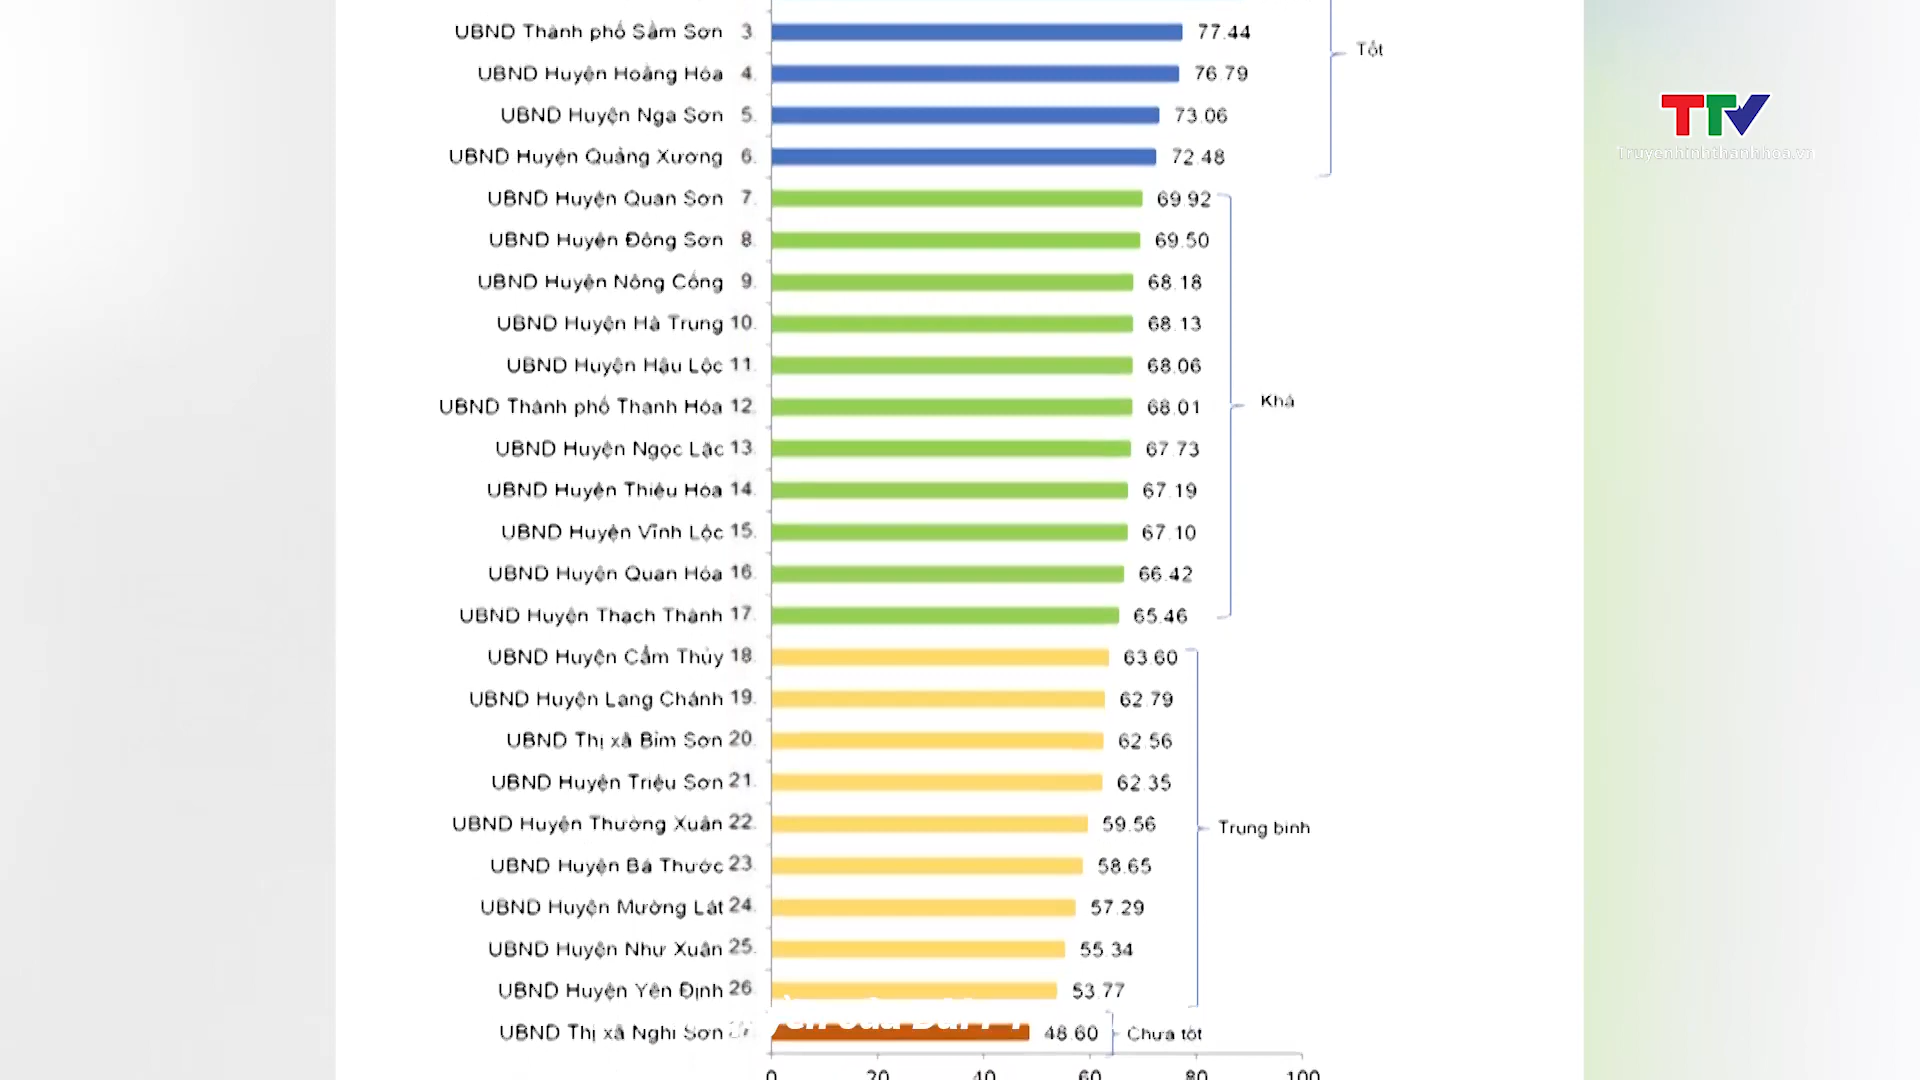 UBND Thành phố Sầm Sơn 3. 77.44
Tốt
UBND Huyện Hoằng Hóa 4. 76.79
TTV
UBND Huyện Nga Sơn 5. 73.06
Truyenhinhthanhhoa.vn
UBND Huyện Quảng Xương 6. 72.48
UBND Huyện Quan Sơn 7. 69.92
UBND Huyện Đông Sơn 8. 69.50
UBND Huyện Nông Cống 9. 68.18
UBND Huyện Hà Trung 10. 68.13
UBND Huyện Hậu Lộc 11. 68.06
Khá
UBND Thành phố Thanh Hóa 12. 68.01
UBND Huyện Ngọc Lặc 13. 67.73
UBND Huyện Thiệu Hóa 14. 67.19
UBND Huyện Vĩnh Lộc 15. 67.10
UBND Huyện Quan Hóa 16. 66.42
UBND Huyện Thạch Thành 17. 65.46
UBND Huyện Cẩm Thủy 18. 63.60
UBND Huyện Lang Chánh 19. 62.79
UBND Thị xã Bỉm Sơn 20. 62.56
UBND Huyện Triệu Sơn 21. 62.35
UBND Huyện Thường Xuân 22. 59.56
Trung bình
UBND Huyện Bá Thước 23. 58.65
UBND Huyện Mường Lát 24. 57.29
UBND Huyện Như Xuân 25. 55.34
UBND Huyện Yên Định 26. 53.77
UBND Thị xã Nghi Sơn 48.60 Chưa tốt
0 20 40 60 80 100